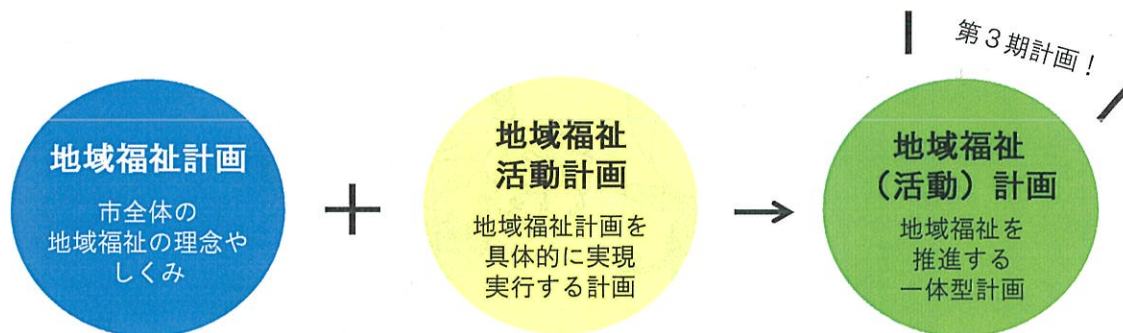 第３期計画！
地域福祉計画
市全体の
地域福祉の理念や
しくみ
＋
地域福祉
活動計画
地域福祉計画を
具体的に実現
実行する計画
→
地域福祉
（活動）計画
地域福祉を
推進する
一体型計画